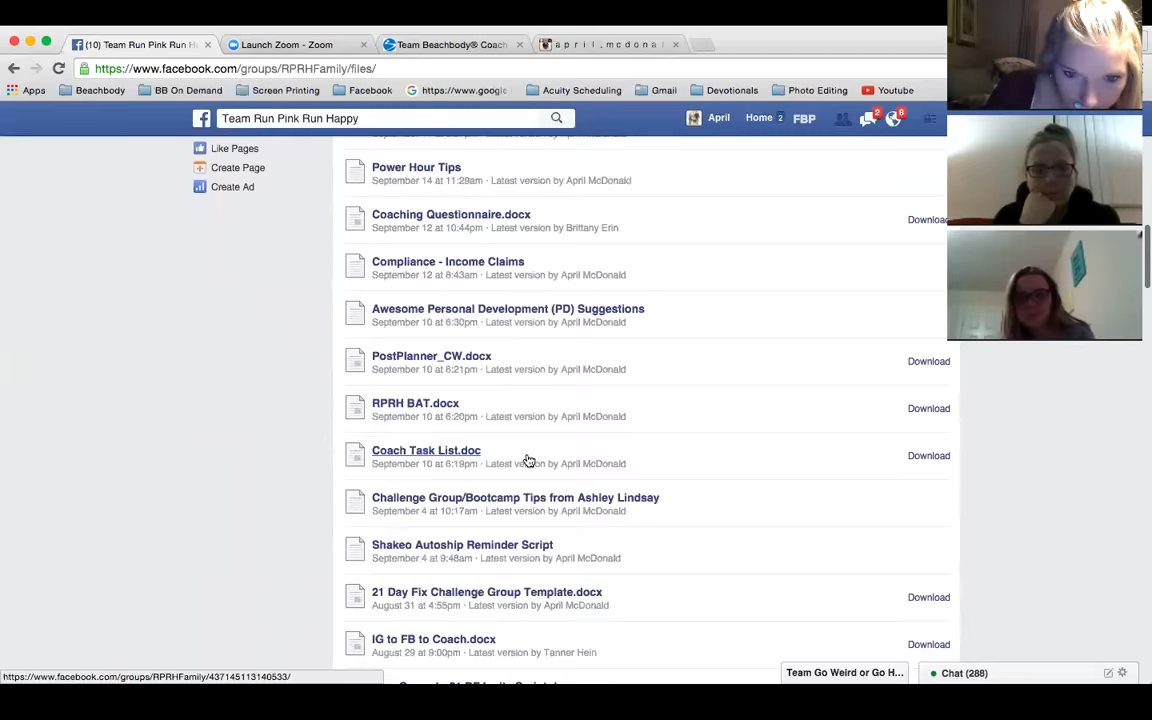 (10) Team Run Pink Run H
Launch Zoom - Zoom
Team Beachbody® Coach
a p r i l . m c d o n a l
https://www.facebook.com/groups/RPRHFamily/files/
Apps
Beachbody
BB On Demand
Screen Printing
Facebook
https://www.google
Acuity Scheduling
Gmail
Devotionals
Photo Editing
Youtube
Team Run Pink Run Happy
April
Home 2
FBP
2
8
Like Pages
Create Page
Create Ad
Power Hour Tips
September 14 at 11:29am · Latest version by April McDonald
Coaching Questionnaire.docx
September 12 at 10:44pm · Latest version by Brittany Erin
Download
Compliance - Income Claims
September 12 at 8:43am · Latest version by April McDonald
Awesome Personal Development (PD) Suggestions
September 10 at 6:30pm · Latest version by April McDonald
PostPlanner_CW.docx
September 10 at 6:21pm · Latest version by April McDonald
Download
RPRH BAT.docx
September 10 at 6:20pm · Latest version by April McDonald
Download
Coach Task List.doc
September 10 at 6:19pm · Latest version by April McDonald
Download
Challenge Group/Bootcamp Tips from Ashley Lindsay
September 4 at 10:17am · Latest version by April McDonald
Shakeo Autoship Reminder Script
September 4 at 9:48am · Latest version by April McDonald
21 Day Fix Challenge Group Template.docx
August 31 at 4:55pm · Latest version by April McDonald
Download
IG to FB to Coach.docx
August 29 at 9:00pm · Latest version by Tanner Hein
Download
https://www.facebook.com/groups/RPRHFamily/437145113140533/
Team Go Weird or Go H...
Chat (288)